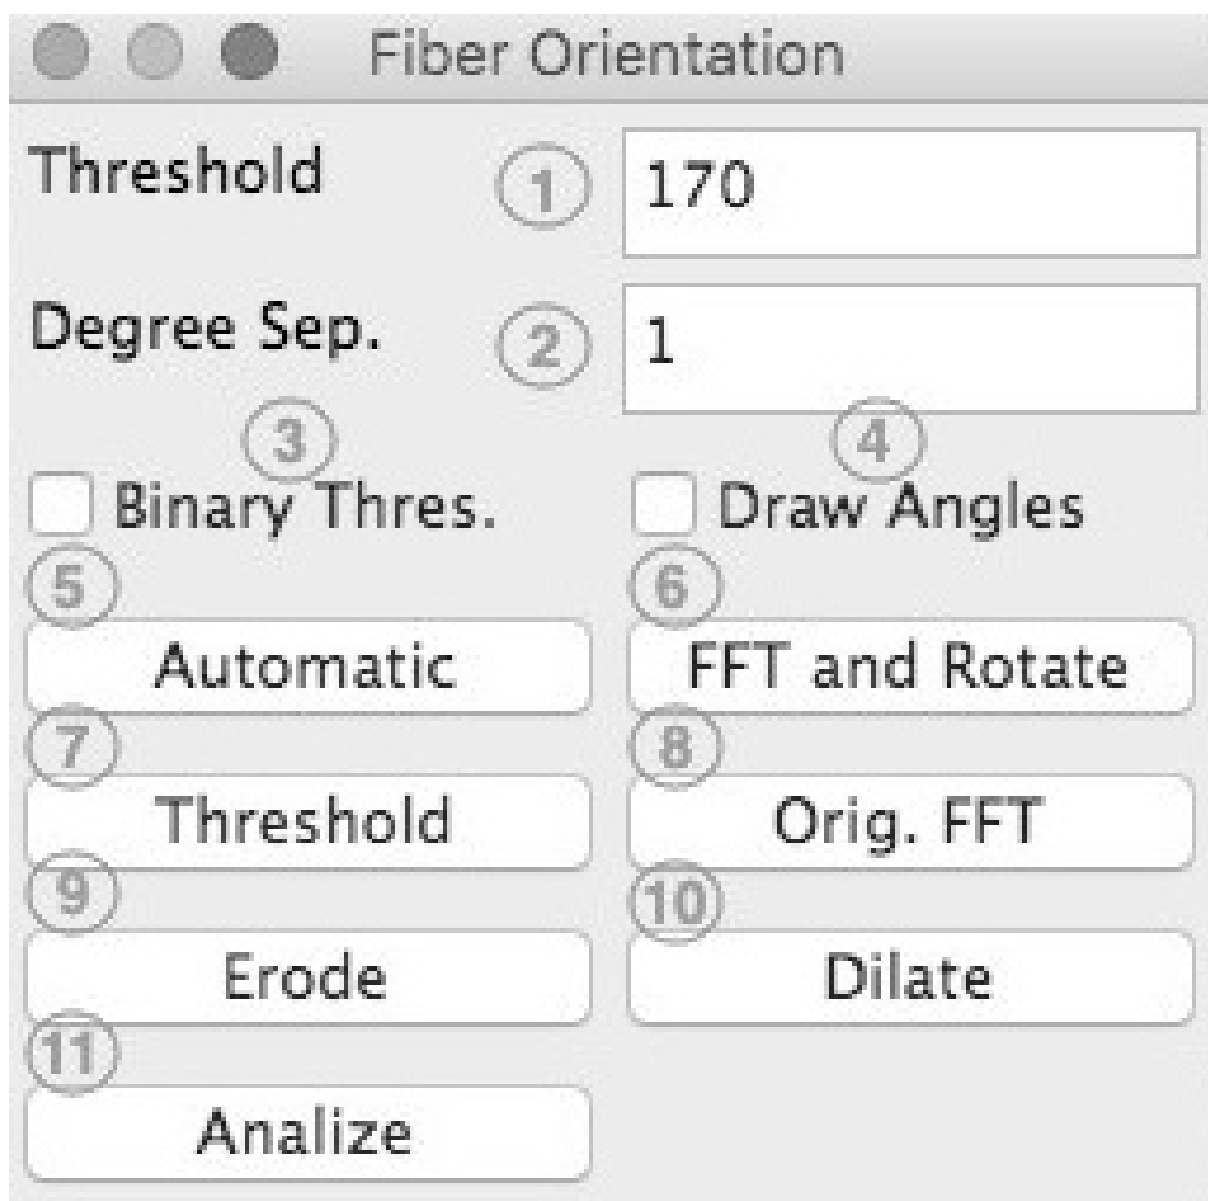 Fiber Orientation
Threshold 1 170
Degree Sep. 2 1
3 4
Binary Thres. Draw Angles
5 6
Automatic FFT and Rotate
7 8
Threshold Orig. FFT
9 10
Erode Dilate
11
Analize